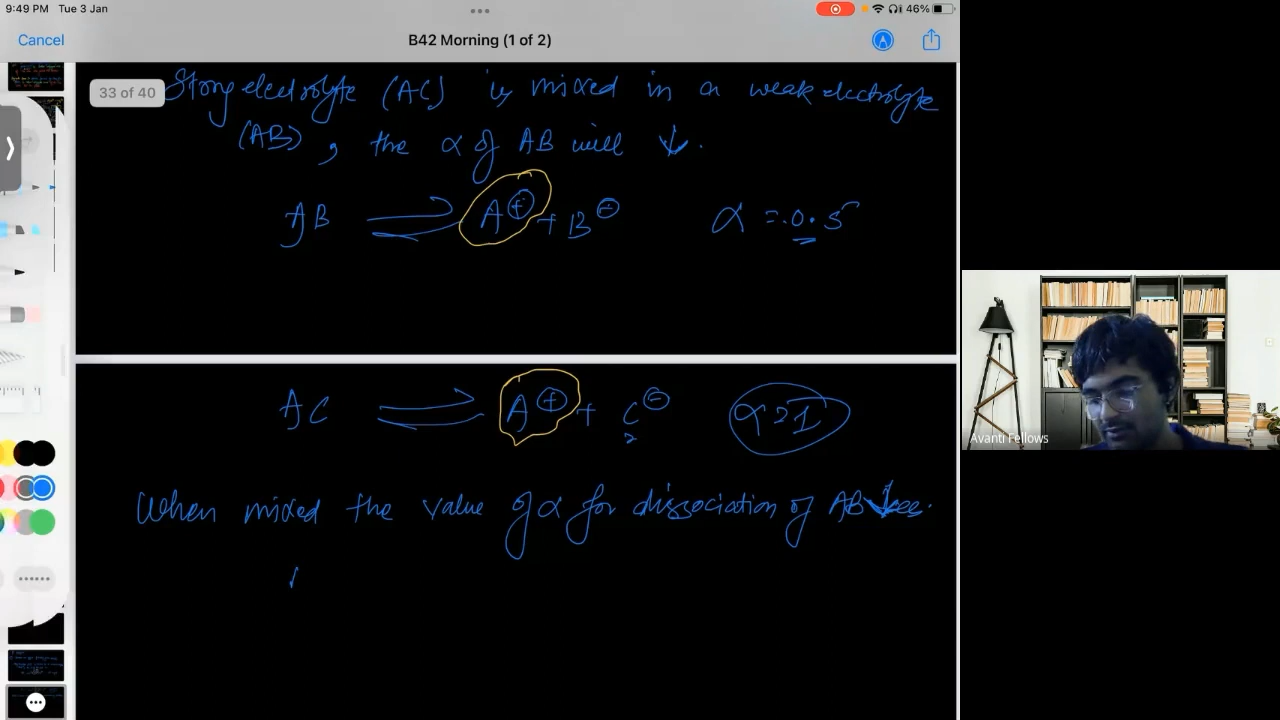 9:49 PM Tue 3 Jan
46%
Cancel
B42 Morning (1 of 2)
33 of 40
Strong electrolyte (AC) is mixed in a weak electrolyte
(AB), the α of AB will ↓.
AB ⇌ A⊕ + B⊖ α = 0.5
AC ⇌ A⊕ + C⊖ α = 1
Avanti Fellows
When mixed the value of α for dissociation of AB ↓ses.